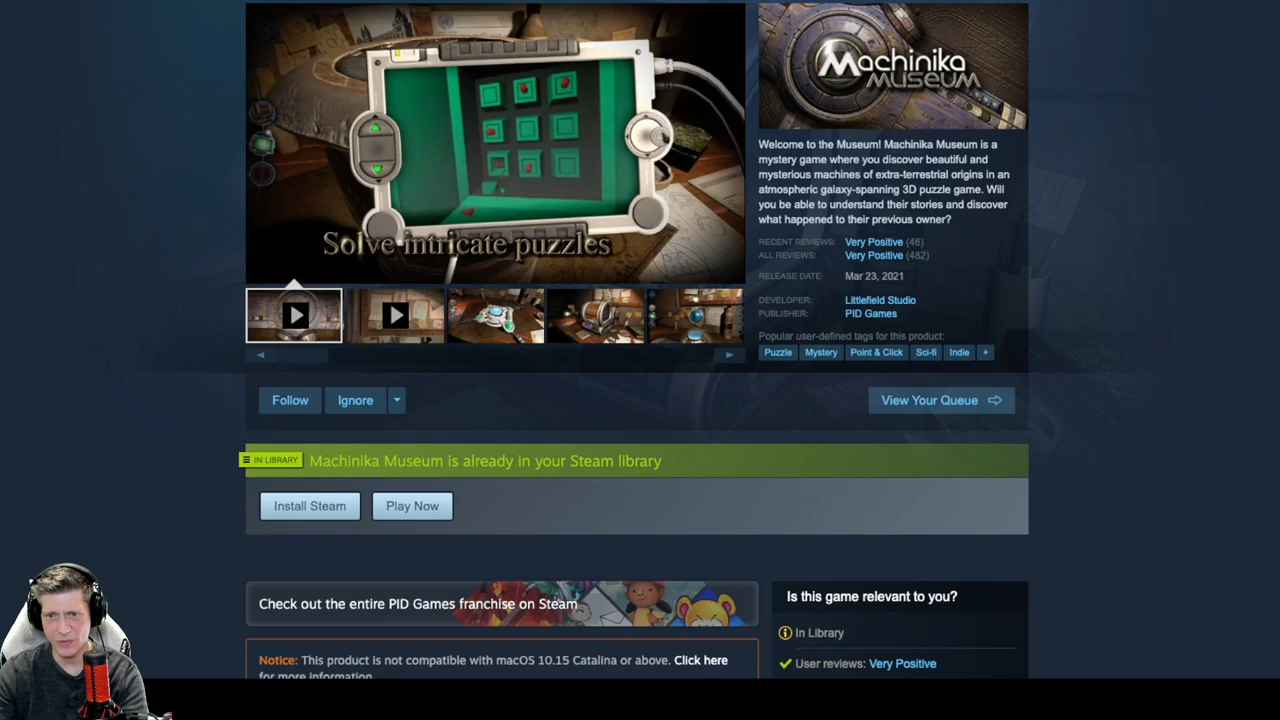 Solve intricate puzzles
Machinika
MUSEUM
Welcome to the Museum! Machinika Museum is a
mystery game where you discover beautiful and
mysterious machines of extra-terrestrial origins in an
atmospheric galaxy-spanning 3D puzzle game. Will
you be able to understand their stories and discover
what happened to their previous owner?
RECENT REVIEWS: Very Positive (46)
ALL REVIEWS: Very Positive (482)
RELEASE DATE: Mar 23, 2021
DEVELOPER: Littlefield Studio
PUBLISHER: PID Games
Popular user-defined tags for this product:
Puzzle Mystery Point & Click Sci-fi Indie +
Follow Ignore View Your Queue
IN LIBRARY Machinika Museum is already in your Steam library
Install Steam Play Now
Check out the entire PID Games franchise on Steam
Notice: This product is not compatible with macOS 10.15 Catalina or above. Click here
for more information
Is this game relevant to you?
In Library
User reviews: Very Positive